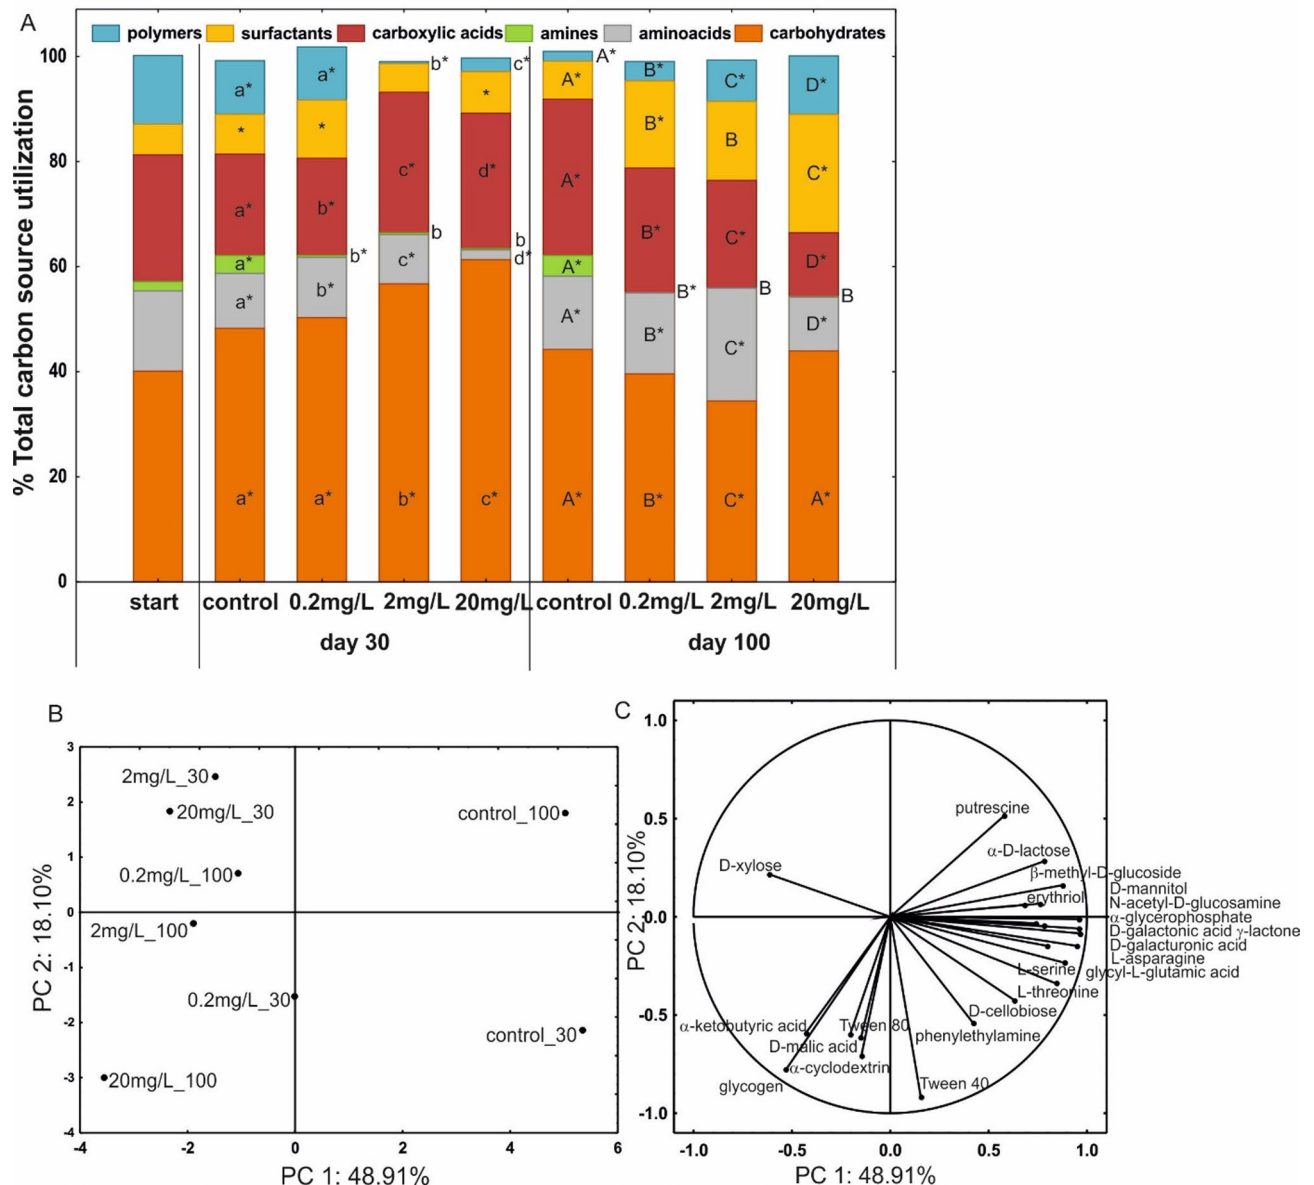 A
polymers surfactants carboxylic acids amines aminoacids carbohydrates
% Total carbon source utilization
100
80
60
40
20
0
a* a* b* c* A* B* C* D*
* * * A* B* B C*
a* b* c* d* A* B* C* D*
a* b* b b A* B* B B
a* b* c* d* A* B* C* D*
a* a* b* c* A* B* C* A*
start control 0.2mg/L 2mg/L 20mg/L control 0.2mg/L 2mg/L 20mg/L
day 30 day 100
B
PC 2: 18.10%
3
2
1
0
-1
-2
-3
-4
2mg/L_30
20mg/L_30
control_100
0.2mg/L_100
2mg/L_100
0.2mg/L_30
control_30
20mg/L_100
-4 -2 0 2 4 6
PC 1: 48.91%
C
PC 2: 18.10%
1.0
0.5
0.0
-0.5
-1.0
putrescine
α-D-lactose
D-xylose
β-methyl-D-glucoside
D-mannitol
erythriol
N-acetyl-D-glucosamine
α-glycerophosphate
D-galactonic acid γ-lactone
D-galacturonic acid
L-asparagine
L-serine glycyl-L-glutamic acid
L-threonine
D-cellobiose
α-ketobutyric acid Tween 80
phenylethylamine
D-malic acid
α-cyclodextrin
glycogen Tween 40
-1.0 -0.5 0.0 0.5 1.0
PC 1: 48.91%